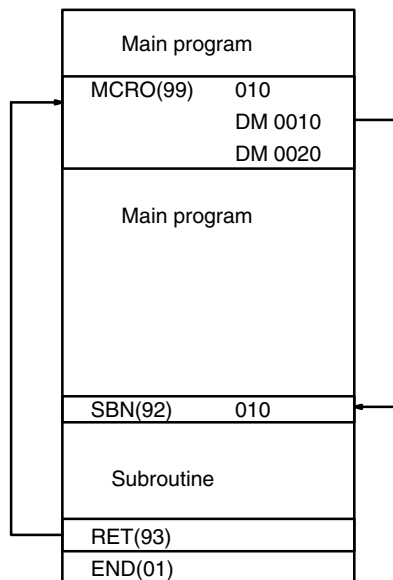 Main program
MCRO(99) 010
DM 0010
DM 0020
Main program
SBN(92) 010
Subroutine
RET(93)
END(01)